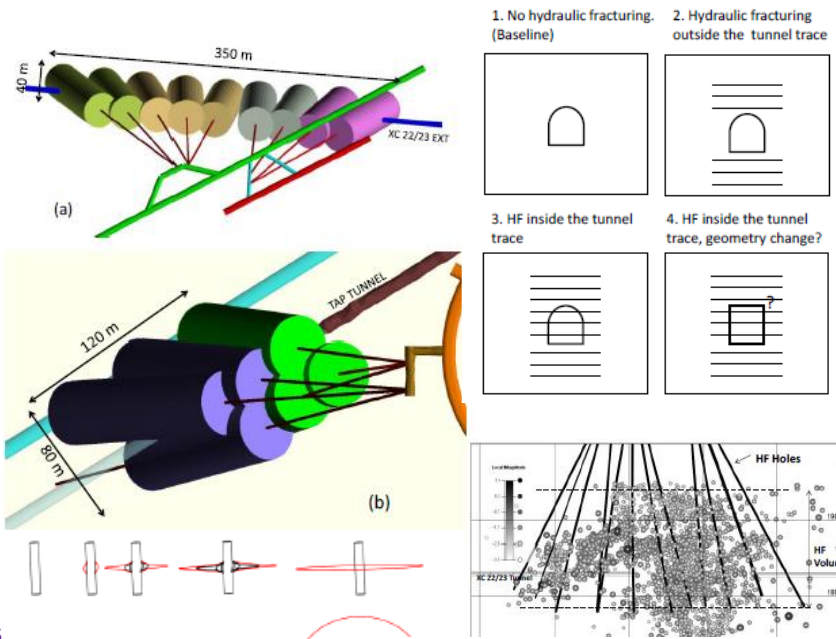 350 m
40 m
XC 22/23 EXT
(a)
1. No hydraulic fracturing.
(Baseline)
2. Hydraulic fracturing
outside the tunnel trace
3. HF inside the tunnel
trace
4. HF inside the tunnel
trace, geometry change?
?
TAP TUNNEL
120 m
80 m
(b)
HF Holes
Local Magnitude
XC 22/23 Tunnel
HF
Volu